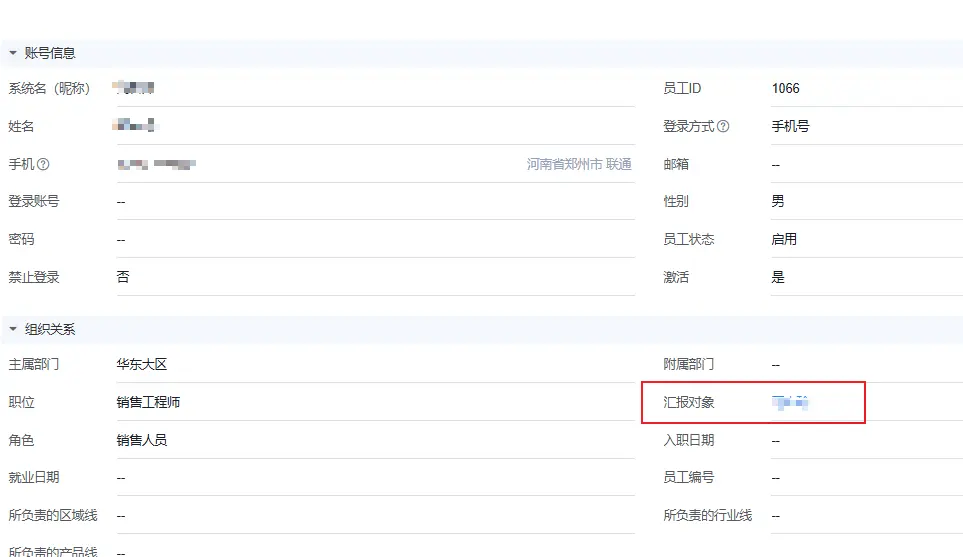 账号信息
系统名（昵称） 员工ID 1066
姓名 登录方式 手机号
手机 河南省郑州市 联通 邮箱 --
登录账号 -- 性别 男
密码 -- 员工状态 启用
禁止登录 否 激活 是
组织关系
主属部门 华东大区 附属部门 --
职位 销售工程师 汇报对象
角色 销售人员 入职日期 --
就业日期 -- 员工编号 --
所负责的区域线 -- 所负责的行业线 --
所负责的产品线 --